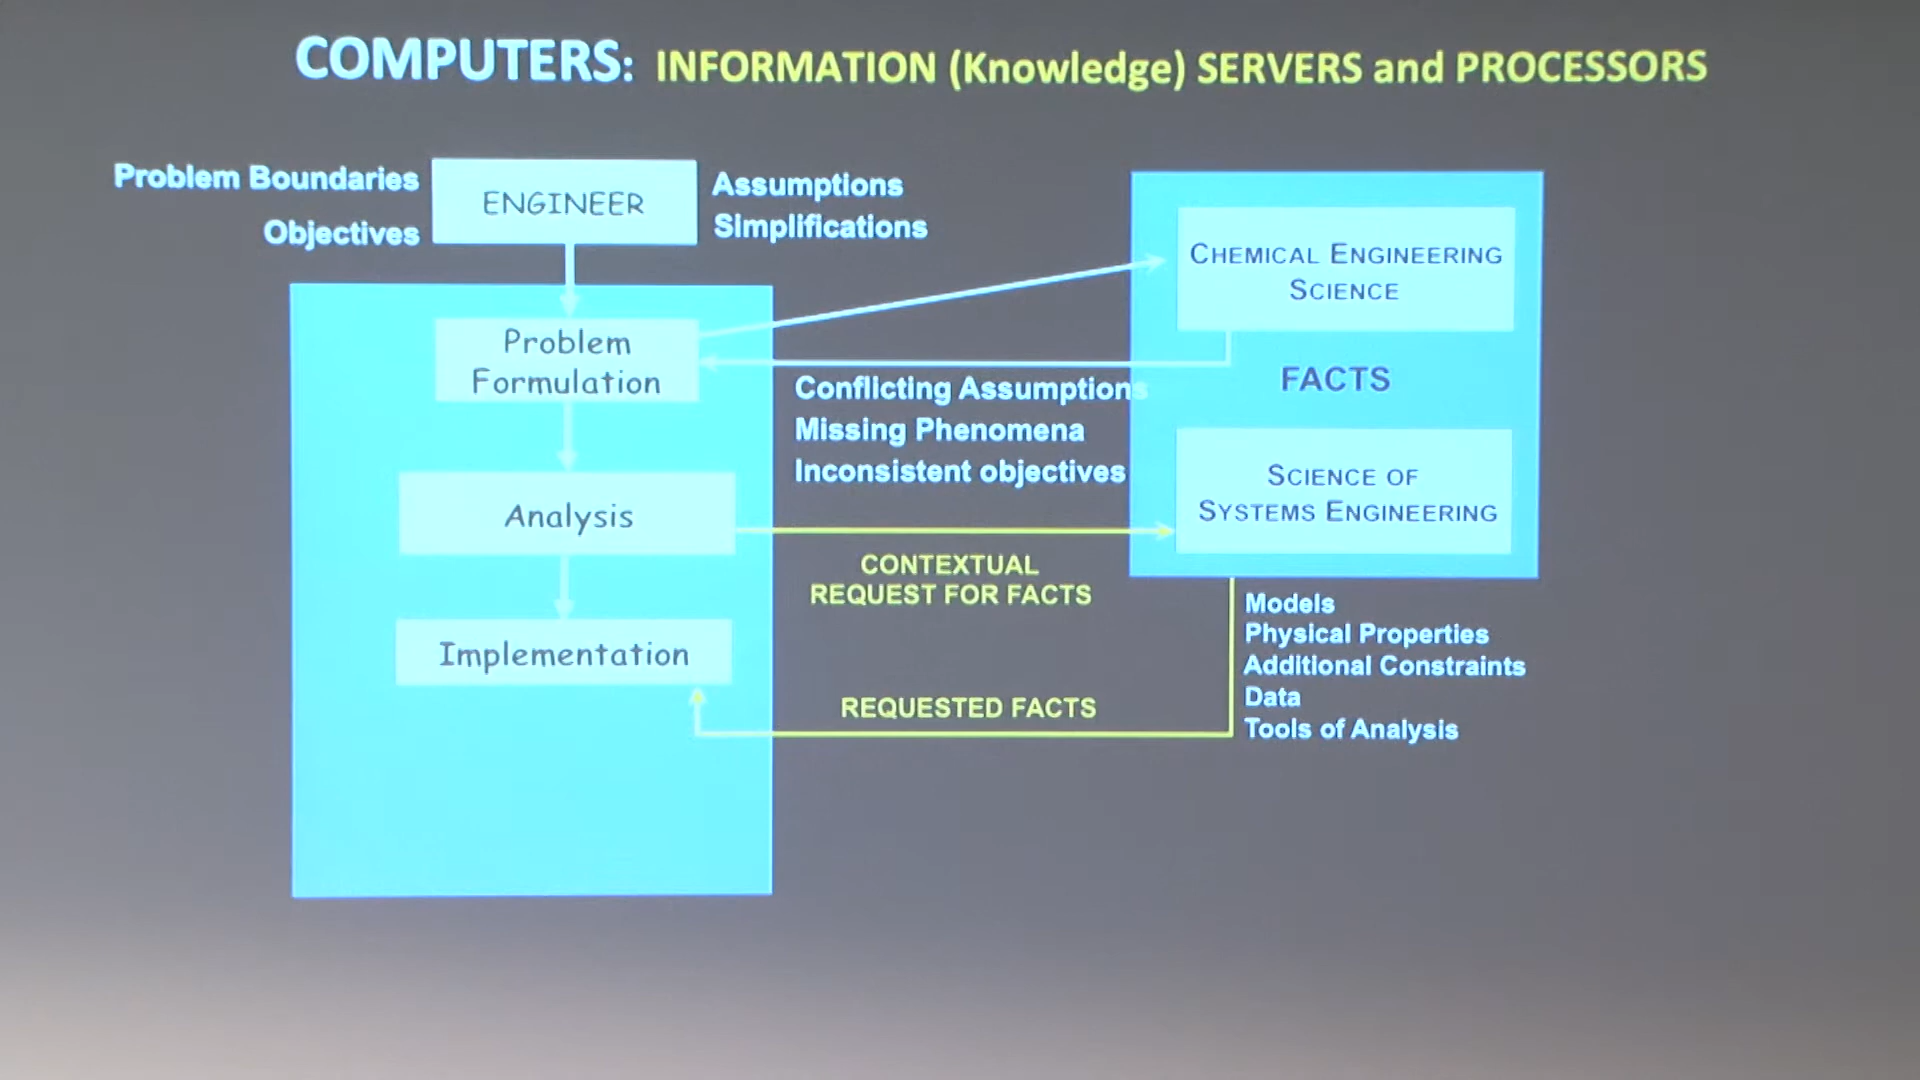 COMPUTERS: INFORMATION (Knowledge) SERVERS and PROCESSORS
Problem Boundaries
Objectives
ENGINEER
Assumptions
Simplifications
Problem
Formulation
Analysis
Implementation
Conflicting Assumptions
Missing Phenomena
Inconsistent objectives
CONTEXTUAL
REQUEST FOR FACTS
REQUESTED FACTS
CHEMICAL ENGINEERING
SCIENCE
FACTS
SCIENCE OF
SYSTEMS ENGINEERING
Models
Physical Properties
Additional Constraints
Data
Tools of Analysis